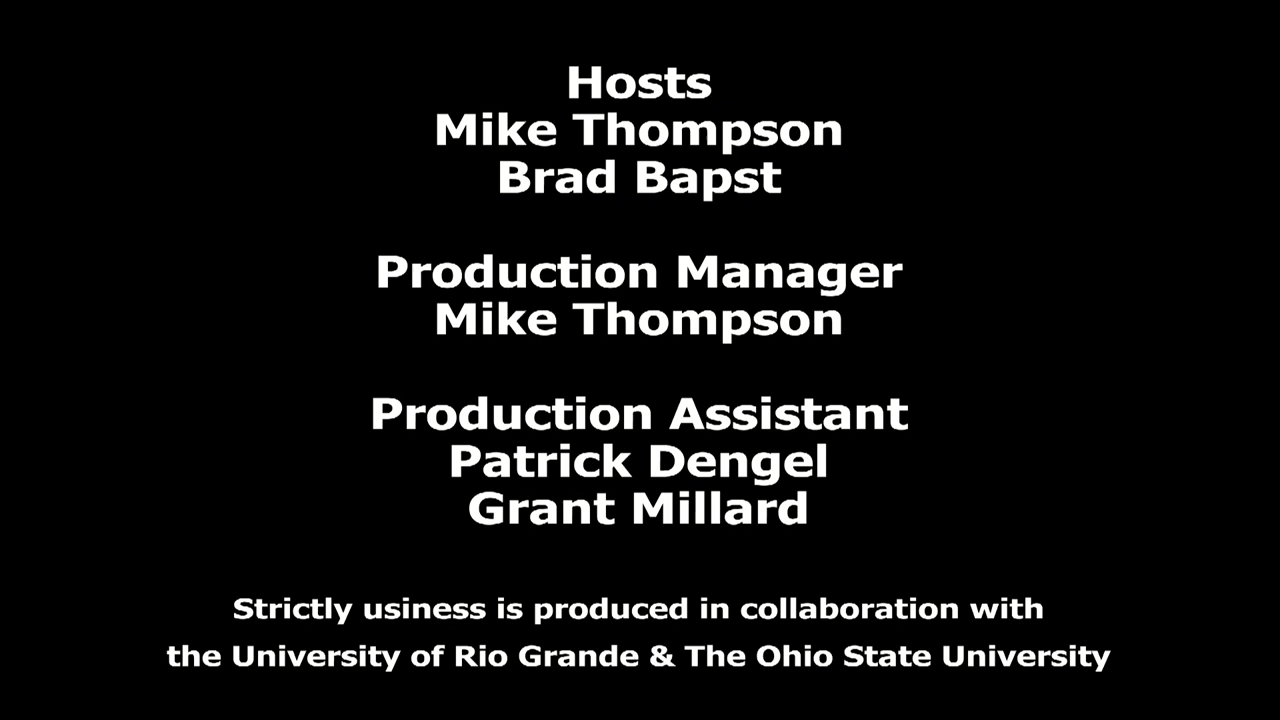 Hosts
Mike Thompson
Brad Bapst
Production Manager
Mike Thompson
Production Assistant
Patrick Dengel
Grant Millard
Strictly usiness is produced in collaboration with
the University of Rio Grande & The Ohio State University